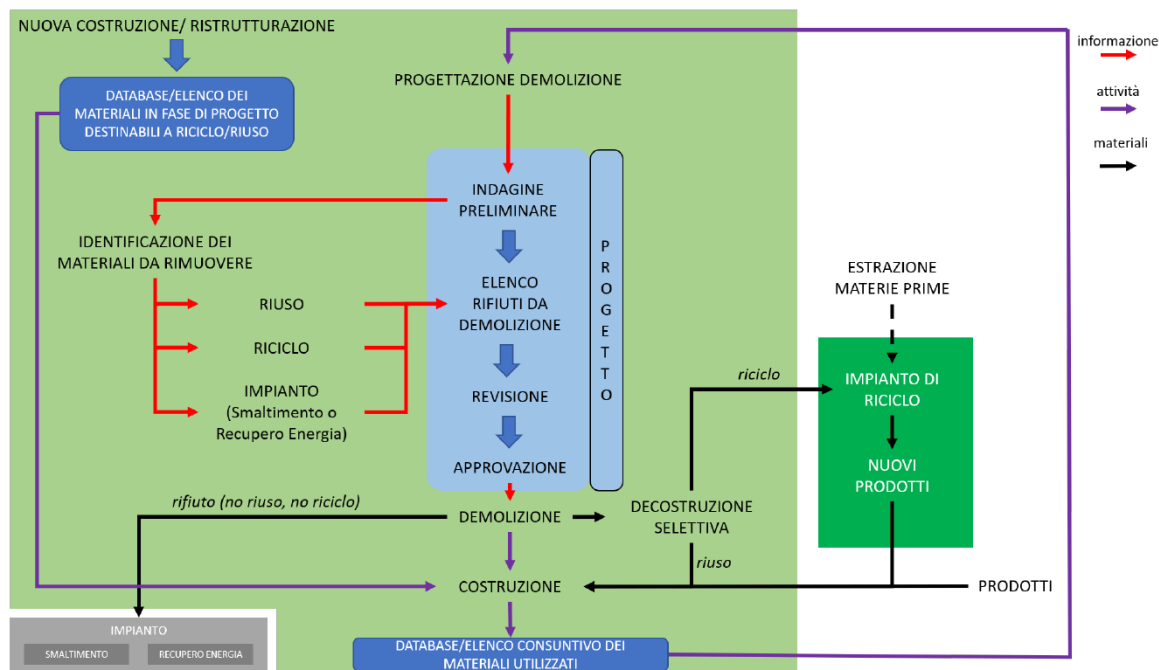 NUOVA COSTRUZIONE/ RISTRUTTURAZIONE
DATABASE/ELENCO DEI
MATERIALI IN FASE DI PROGETTO
DESTINABILI A RICICLO/RIUSO
PROGETTAZIONE DEMOLIZIONE
informazione
attività
materiali
INDAGINE
PRELIMINARE
IDENTIFICAZIONE DEI
MATERIALI DA RIMUOVERE
ELENCO
RIFIUTI DA
DEMOLIZIONE
PROGETTO
RIUSO
RICICLO
IMPIANTO
(Smaltimento o
Recupero Energia)
REVISIONE
APPROVAZIONE
ESTRAZIONE
MATERIE PRIME
riciclo
IMPIANTO DI
RICICLO
NUOVI
PRODOTTI
rifiuto (no riuso, no riciclo)
DEMOLIZIONE
DECOSTRUZIONE
SELETTIVA
riuso
COSTRUZIONE
PRODOTTI
IMPIANTO
SMALTIMENTO
RECUPERO ENERGIA
DATABASE/ELENCO CONSUNTIVO DEI
MATERIALI UTILIZZATI